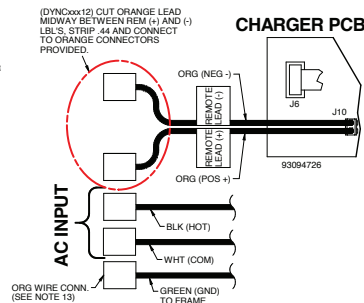 (DYNCxxx12) CUT ORANGE LEAD
MIDWAY BETWEEN REM (+) AND (-)
LBL'S, STRIP .44 AND CONNECT
TO ORANGE CONNECTORS
PROVIDED.
CHARGER PCB
ORG (NEG -)
REMOTE
LEAD (-)
REMOTE
LEAD (+)
J6
J10
93094726
ORG (POS +)
AC INPUT
BLK (HOT)
WHT (COM)
ORG WIRE CONN.
(SEE NOTE 13)
GREEN (GND)
TO FRAME